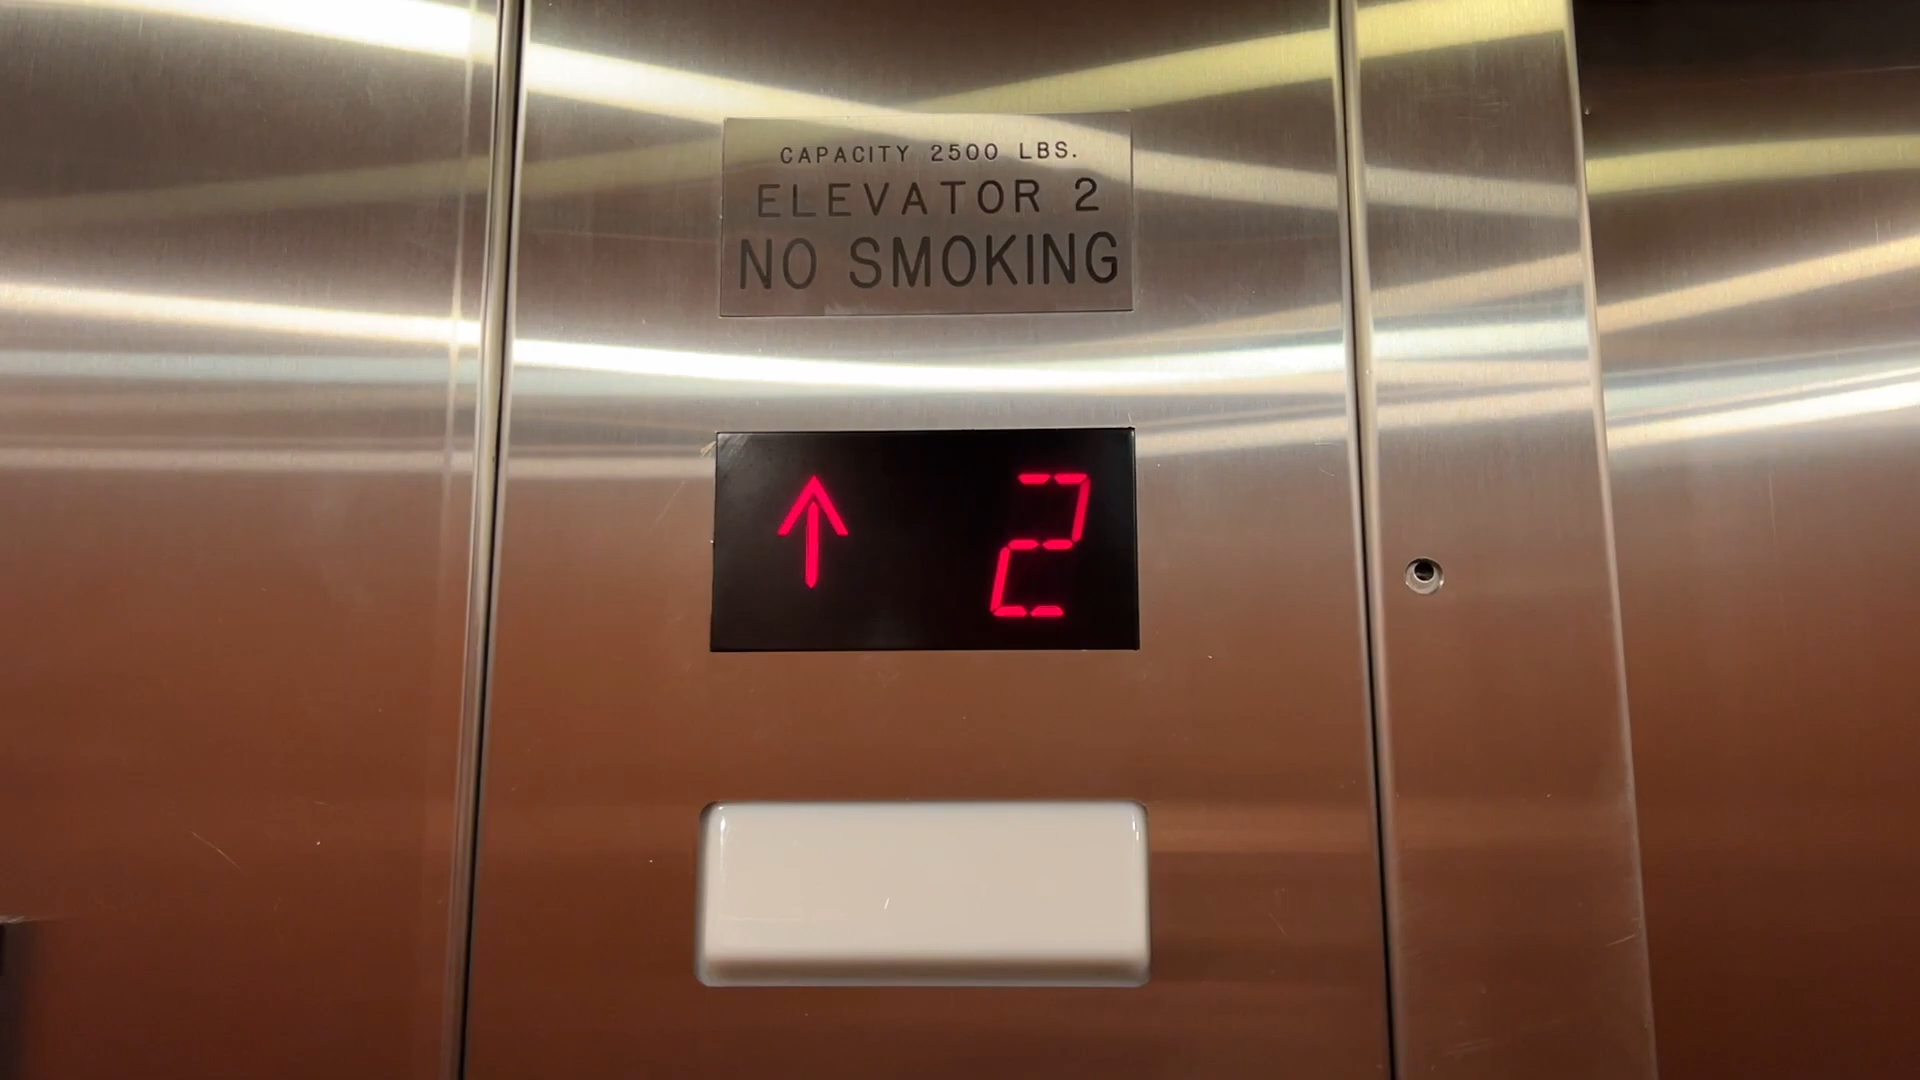 CAPACITY 2500 LBS.
ELEVATOR 2
NO SMOKING
↑ 2